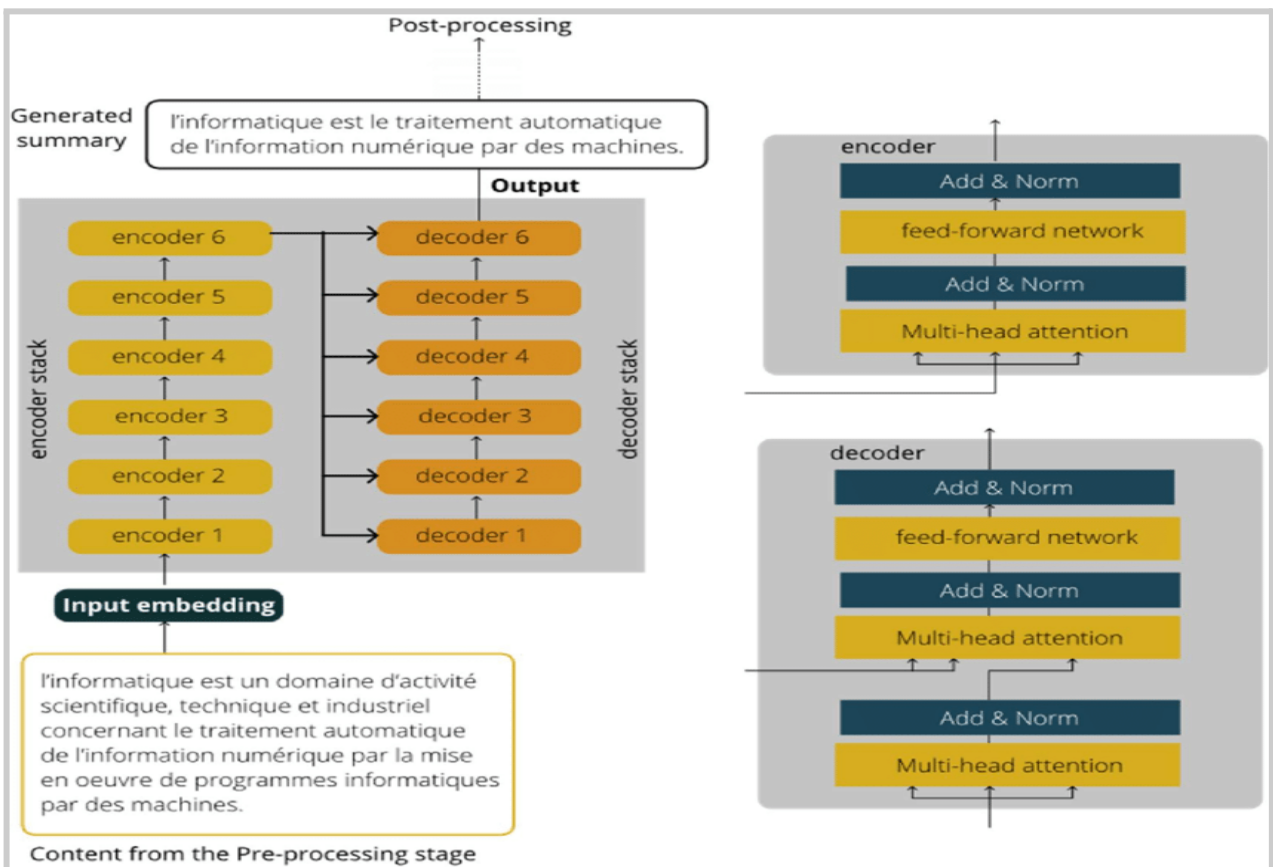 Post-processing
Generated
summary
l'informatique est le traitement automatique
de l'information numérique par des machines.
Output
encoder stack
encoder 6
encoder 5
encoder 4
encoder 3
encoder 2
encoder 1
decoder 6
decoder 5
decoder 4
decoder 3
decoder 2
decoder 1
decoder stack
Input embedding
l'informatique est un domaine d'activité
scientifique, technique et industriel
concernant le traitement automatique
de l'information numérique par la mise
en oeuvre de programmes informatiques
par des machines.
Content from the Pre-processing stage
encoder
Add & Norm
feed-forward network
Add & Norm
Multi-head attention
decoder
Add & Norm
feed-forward network
Add & Norm
Multi-head attention
Add & Norm
Multi-head attention